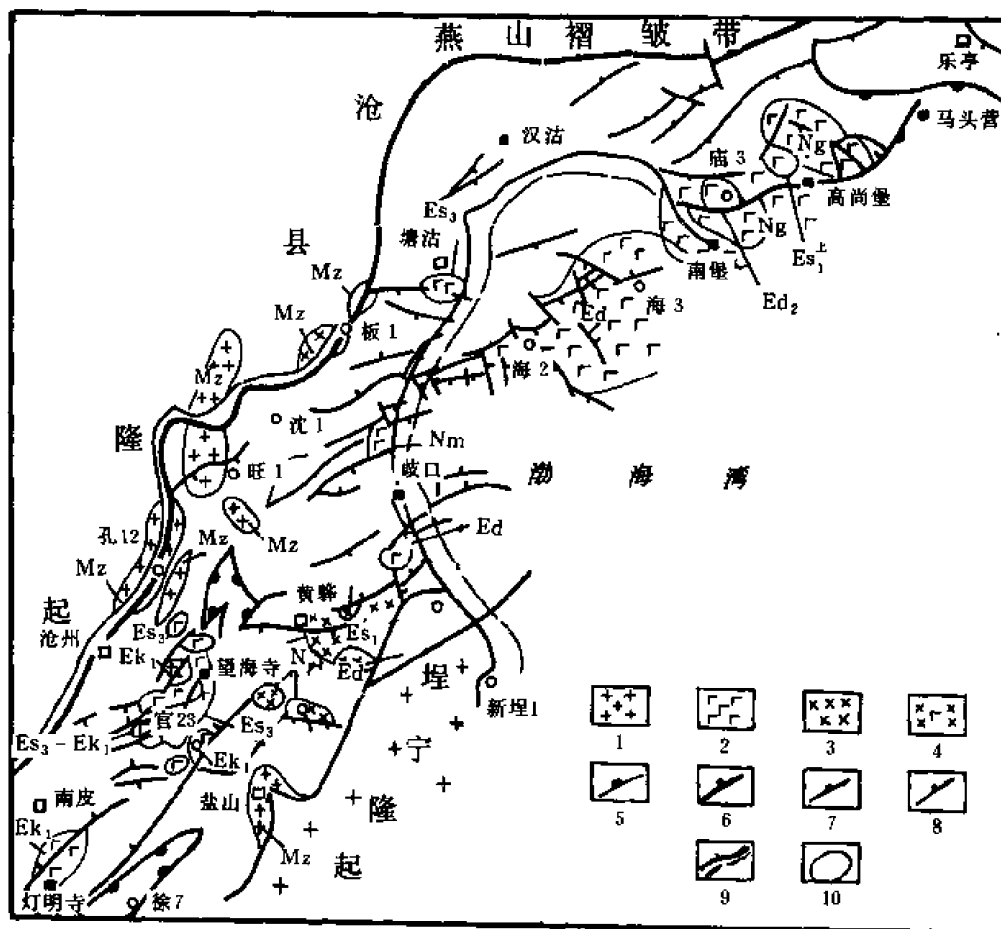 燕山褶皱带
乐亭
沧
马头营
汉沽
庙3
Ng
高尚堡
Es₃
县
塘沽
Ng
Es₁上
Mz
南堡
Ed₂
Mz
板1
Ed
海3
海2
Mz
沈1
隆
Nm
旺1
歧口
渤海湾
孔12
Mz
Mz
Ed
Mz
黄骅
起
Es₃
Es₁
沧州
Ek₁
望海寺
N
Ed
埕
官23
新埕1
Es₃
Es₃-Ek₁
宁
Ek₁
1
2
3
4
南皮
盐山
隆
Ek₁
5
6
7
8
Mz
起
灯明寺
徐7
9
10